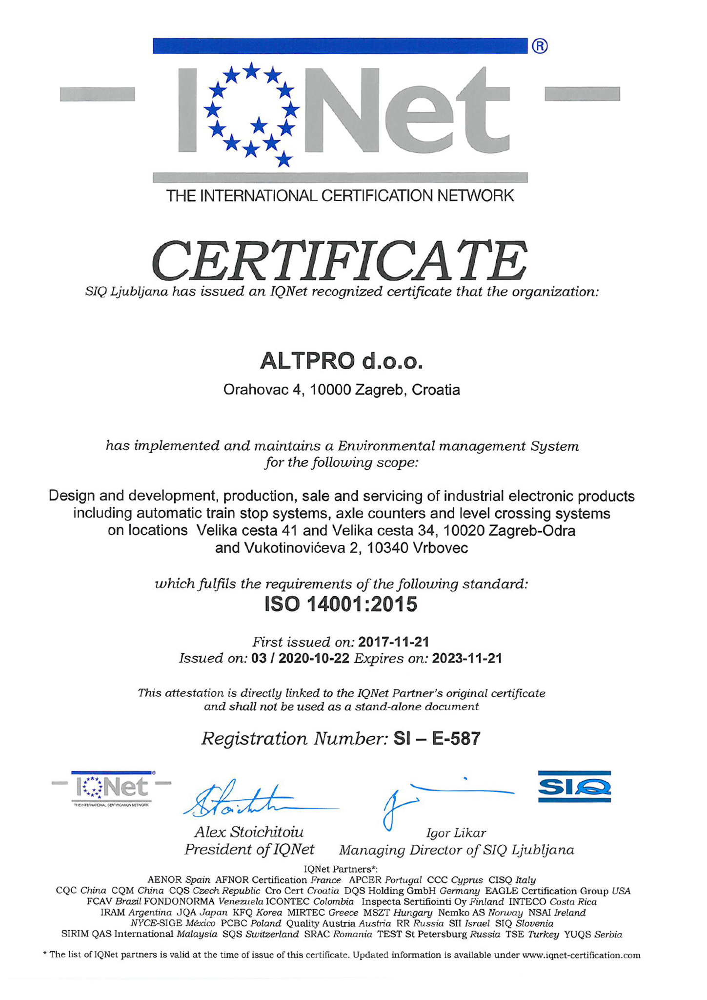 IQNet ®
THE INTERNATIONAL CERTIFICATION NETWORK
CERTIFICATE
SIQ Ljubljana has issued an IQNet recognized certificate that the organization:
ALTPRO d.o.o.
Orahovac 4, 10000 Zagreb, Croatia
has implemented and maintains a Environmental management System
for the following scope:
Design and development, production, sale and servicing of industrial electronic products
including automatic train stop systems, axle counters and level crossing systems
on locations Velika cesta 41 and Velika cesta 34, 10020 Zagreb-Odra
and Vukotinovićeva 2, 10340 Vrbovec
which fulfils the requirements of the following standard:
ISO 14001:2015
First issued on: 2017-11-21
Issued on: 03 / 2020-10-22 Expires on: 2023-11-21
This attestation is directly linked to the IQNet Partner's original certificate
and shall not be used as a stand-alone document
Registration Number: SI – E-587
IQNet ®
THE INTERNATIONAL CERTIFICATION NETWORK
SIQ
Alex Stoichitoiu
President of IQNet
Igor Likar
Managing Director of SIQ Ljubljana
IQNet Partners*:
AENOR Spain AFNOR Certification France APCER Portugal CCC Cyprus CISQ Italy
CQC China CQM China CQS Czech Republic Cro Cert Croatia DQS Holding GmbH Germany EAGLE Certification Group USA
FCAV Brazil FONDONORMA Venezuela ICONTEC Colombia Inspecta Sertifiointi Oy Finland INTECO Costa Rica
IRAM Argentina JQA Japan KFQ Korea MIRTEC Greece MSZT Hungary Nemko AS Norway NSAI Ireland
NYCE-SIGE México PCBC Poland Quality Austria Austria RR Russia SII Israel SIQ Slovenia
SIRIM QAS International Malaysia SQS Switzerland SRAC Romania TEST St Petersburg Russia TSE Turkey YUQS Serbia
* The list of IQNet partners is valid at the time of issue of this certificate. Updated information is available under www.iqnet-certification.com